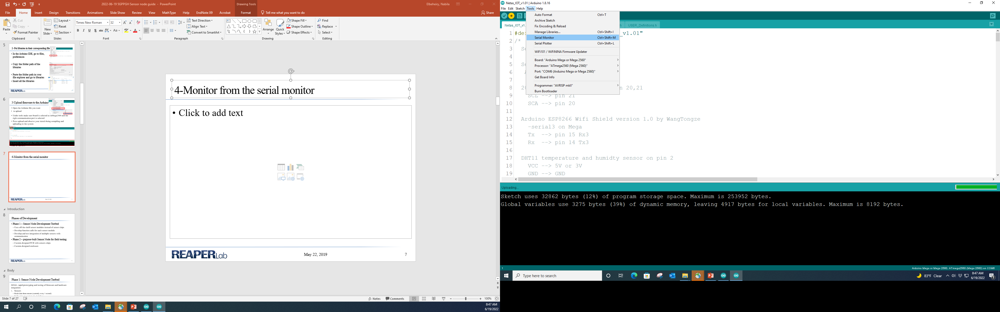 2022-06-19 5GPPGH Sensor node guide - PowerPoint
Drawing Tools
Elbeheiry, Nabila
File Home Insert Design Transitions Animations Slide Show Review View MathType Help EndNote X9 Acrobat Format Tell me what you want to do Share
Paste
Cut
Copy
Format Painter
Clipboard
New Slide
Layout
Reset
Section
Slides
Times New Roman 32
B I U S abc AV Aa A
Font
Text Direction
Align Text
Convert to SmartArt
Paragraph
Arrange
Quick Styles
Shape Fill
Shape Outline
Shape Effects
Drawing
Find
Replace
Select
Editing
5
2- Put libraries in their corresponding file
• In the Arduino IDE, go to files, preferences
• Copy the folder path of the libraries
• Paste the folder path in your file explorer and go to libraries
• Insert all the libraries
REAPERLab
6
3-Upload firmware to the Arduino
• Open the Arduino file you want
• to upload
• Under tools make sure board is selected as atMega2560 and the right communication port is selected
• Press upload and observe your sketch being compiling and uploading to the system
7
4-Monitor from the serial monitor
REAPERLab
May 22, 2019
7
Introduction
8
Phases of Development
• Phase 1 – Sensor Node Development Testbed
– Uses off-the-shelf sensor modules instead of sensor chips
– Develop function calls for each sensor module
– Develop and test integration of multiple sensors with communication
• Phase 2 – purpose-built Sensor Node for field testing
– Custom-designed PCB with sensors chips
– Custom-designed enclosure
REAPERLab
Body
9
Phase 1: Sensor Node Development Testbed
GOAL: rapid prototyping and testing of firmware and hardware integration
1. Sensors
– Reads data from sensors (currently every 1 second)
4-Monitor from the serial monitor
• Click to add text
REAPERLab
May 22, 2019
7
Slide 7 of 27
Notes
Comments
100%
8:47 AM
6/19/2022
Netas_IOT_v1.01 | Arduino 1.8.16
File Edit Sketch Tools Help
Netas_IOT_v1.
h
USER_Definitions.h
Auto Format Ctrl+T
Archive Sketch
Fix Encoding & Reload
Manage Libraries... Ctrl+Shift+I
Serial Monitor Ctrl+Shift+M
Serial Plotter Ctrl+Shift+L
WiFi101 / WiFiNINA Firmware Updater
Board: "Arduino Mega or Mega 2560"
Processor: "ATmega2560 (Mega 2560)"
Port: "COM6 (Arduino Mega or Mega 2560)"
Get Board Info
Programmer: "AVRISP mkII"
Burn Bootloader
1 #def _v1.01"
2 /*
3 Se
4
5 Se
6 A
7
8 20 n 20,21
9 SCL --> pin 21
10 SCA --> pin 20
11
12 Arduino ESP8266 Wifi Shield version 1.0 by WangTongze
13 -serial3 on Mega
14 Tx --> pin 15 Rx3
15 Rx --> pin 14 Tx3
16
17 DHT11 temperature and humidty sensor on pin 2
18 VCC --> 5V or 3V
19 GND --> GND
Uploading...
Sketch uses 32862 bytes (12%) of program storage space. Maximum is 253952 bytes.
Global variables use 3275 bytes (39%) of dynamic memory, leaving 4917 bytes for local variables. Maximum is 8192 bytes.
1
Arduino Mega or Mega 2560, ATmega2560 (Mega 2560) on COM6
Type here to search
83°F Clear
8:47 AM
6/19/2022
3